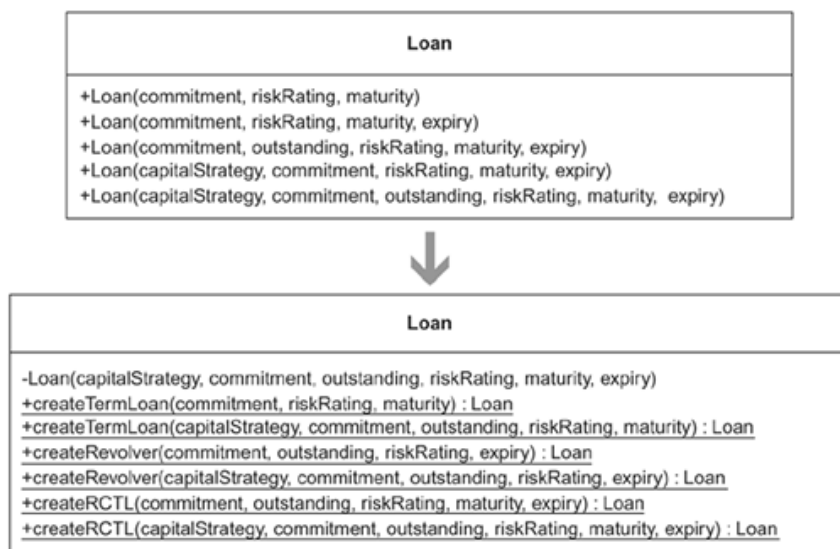 Loan
+Loan(commitment, riskRating, maturity)
+Loan(commitment, riskRating, maturity, expiry)
+Loan(commitment, outstanding, riskRating, maturity, expiry)
+Loan(capitalStrategy, commitment, riskRating, maturity, expiry)
+Loan(capitalStrategy, commitment, outstanding, riskRating, maturity, expiry)
Loan
-Loan(capitalStrategy, commitment, outstanding, riskRating, maturity, expiry)
+createTermLoan(commitment, riskRating, maturity) : Loan
+createTermLoan(capitalStrategy, commitment, outstanding, riskRating, maturity) : Loan
+createRevolver(commitment, outstanding, riskRating, expiry) : Loan
+createRevolver(capitalStrategy, commitment, outstanding, riskRating, expiry) : Loan
+createRCTL(commitment, outstanding, riskRating, maturity, expiry) : Loan
+createRCTL(capitalStrategy, commitment, outstanding, riskRating, maturity, expiry) : Loan